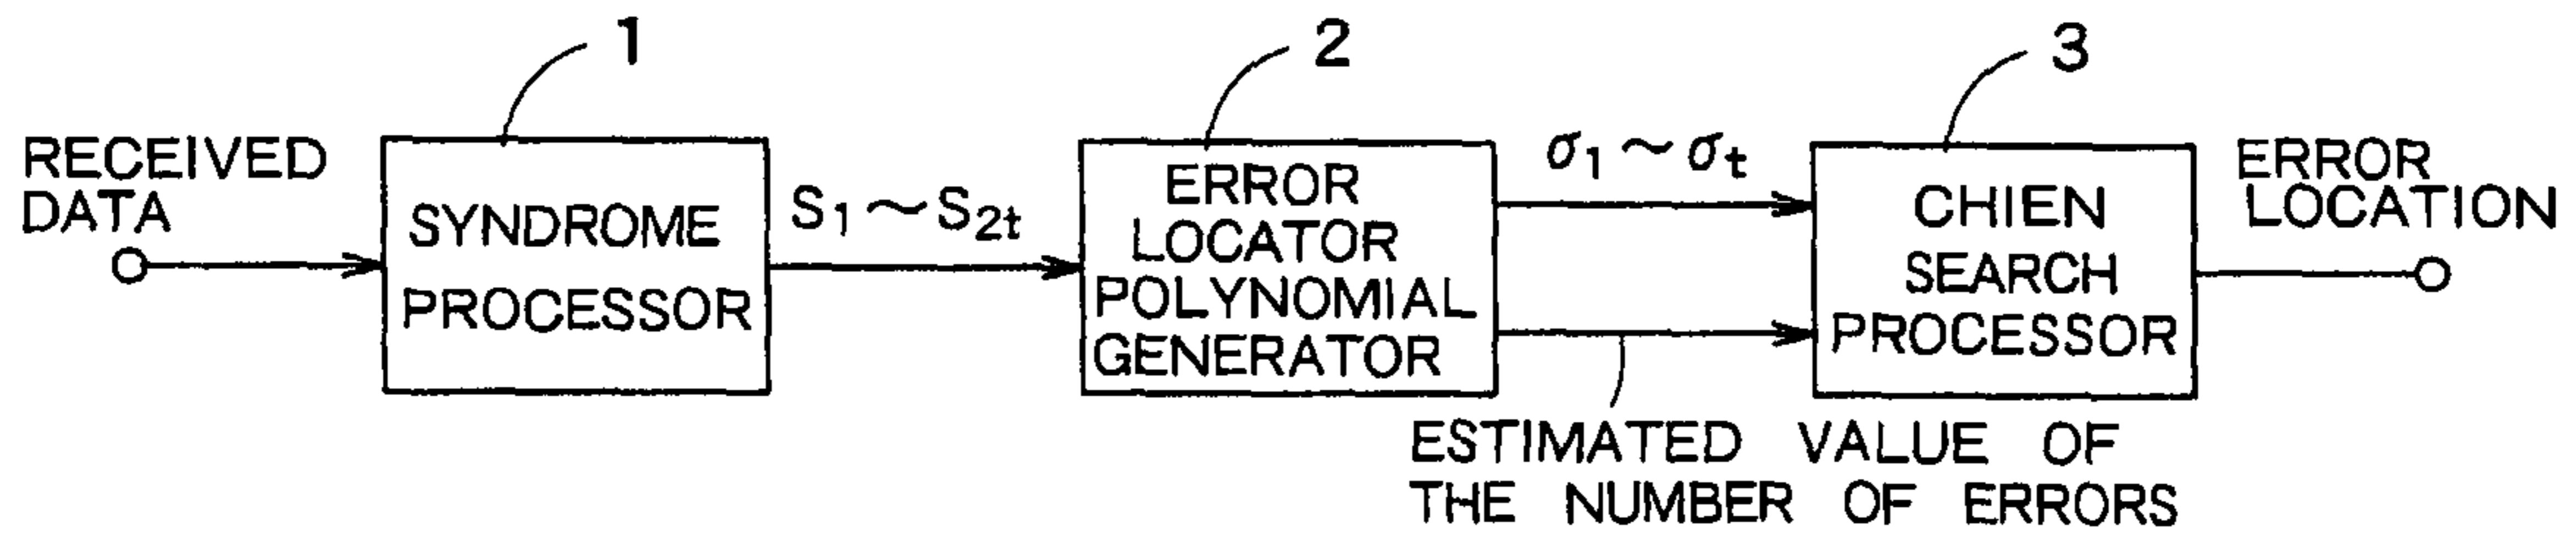 1
2
3
RECEIVED
DATA
SYNDROME
PROCESSOR
S1~S2t
ERROR
LOCATOR
POLYNOMIAL
GENERATOR
σ1~σt
ESTIMATED VALUE OF
THE NUMBER OF ERRORS
CHIEN
SEARCH
PROCESSOR
ERROR
LOCATION